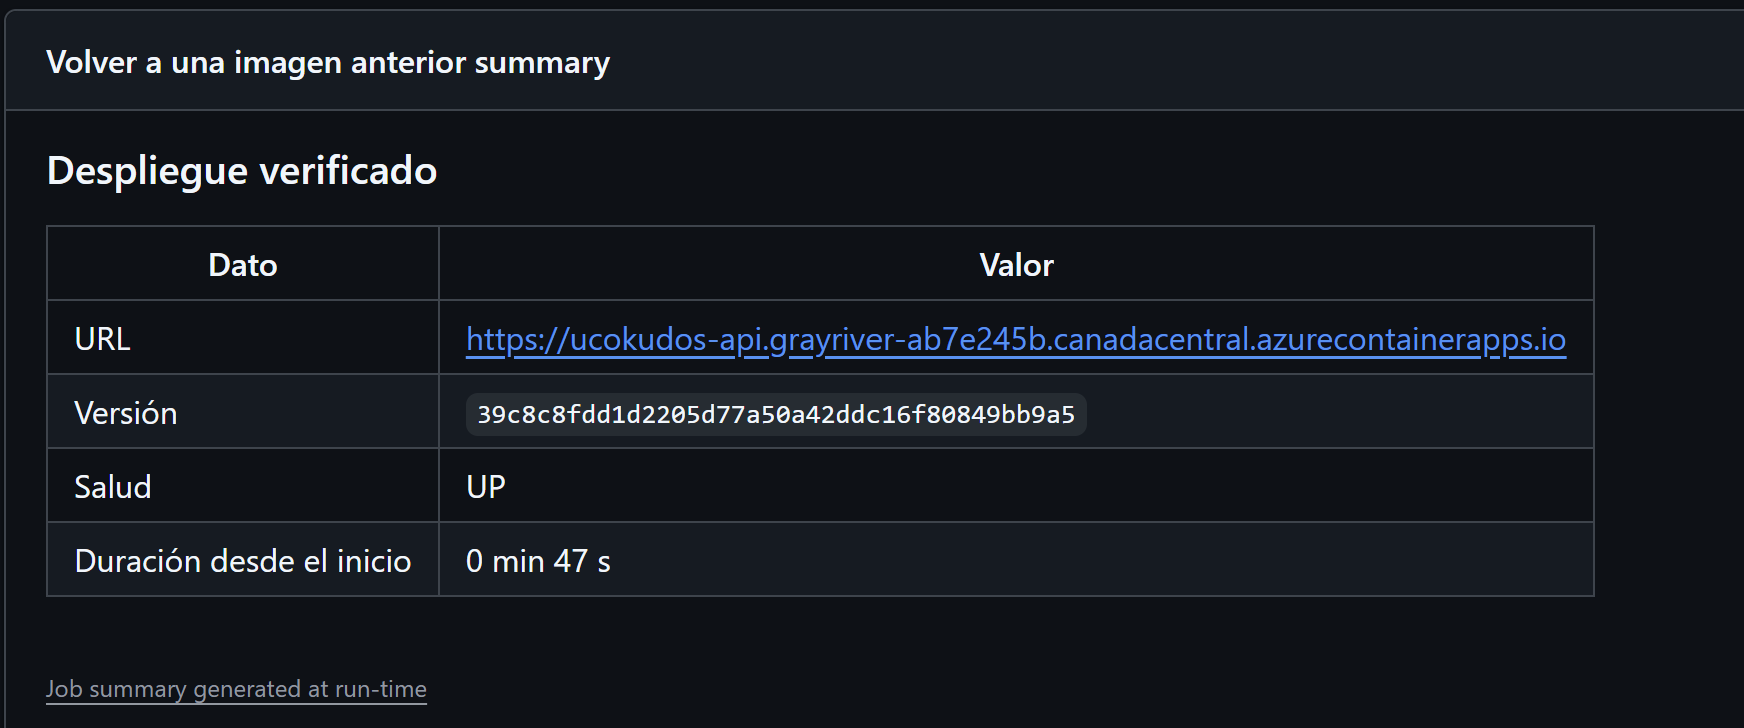 Volver a una imagen anterior summary
Despliegue verificado
Dato Valor
URL https://ucokudos-api.grayriver-ab7e245b.canadacentral.azurecontainerapps.io
Versión 39c8c8fdd1d2205d77a50a42ddc16f80849bb9a5
Salud UP
Duración desde el inicio 0 min 47 s
Job summary generated at run-time